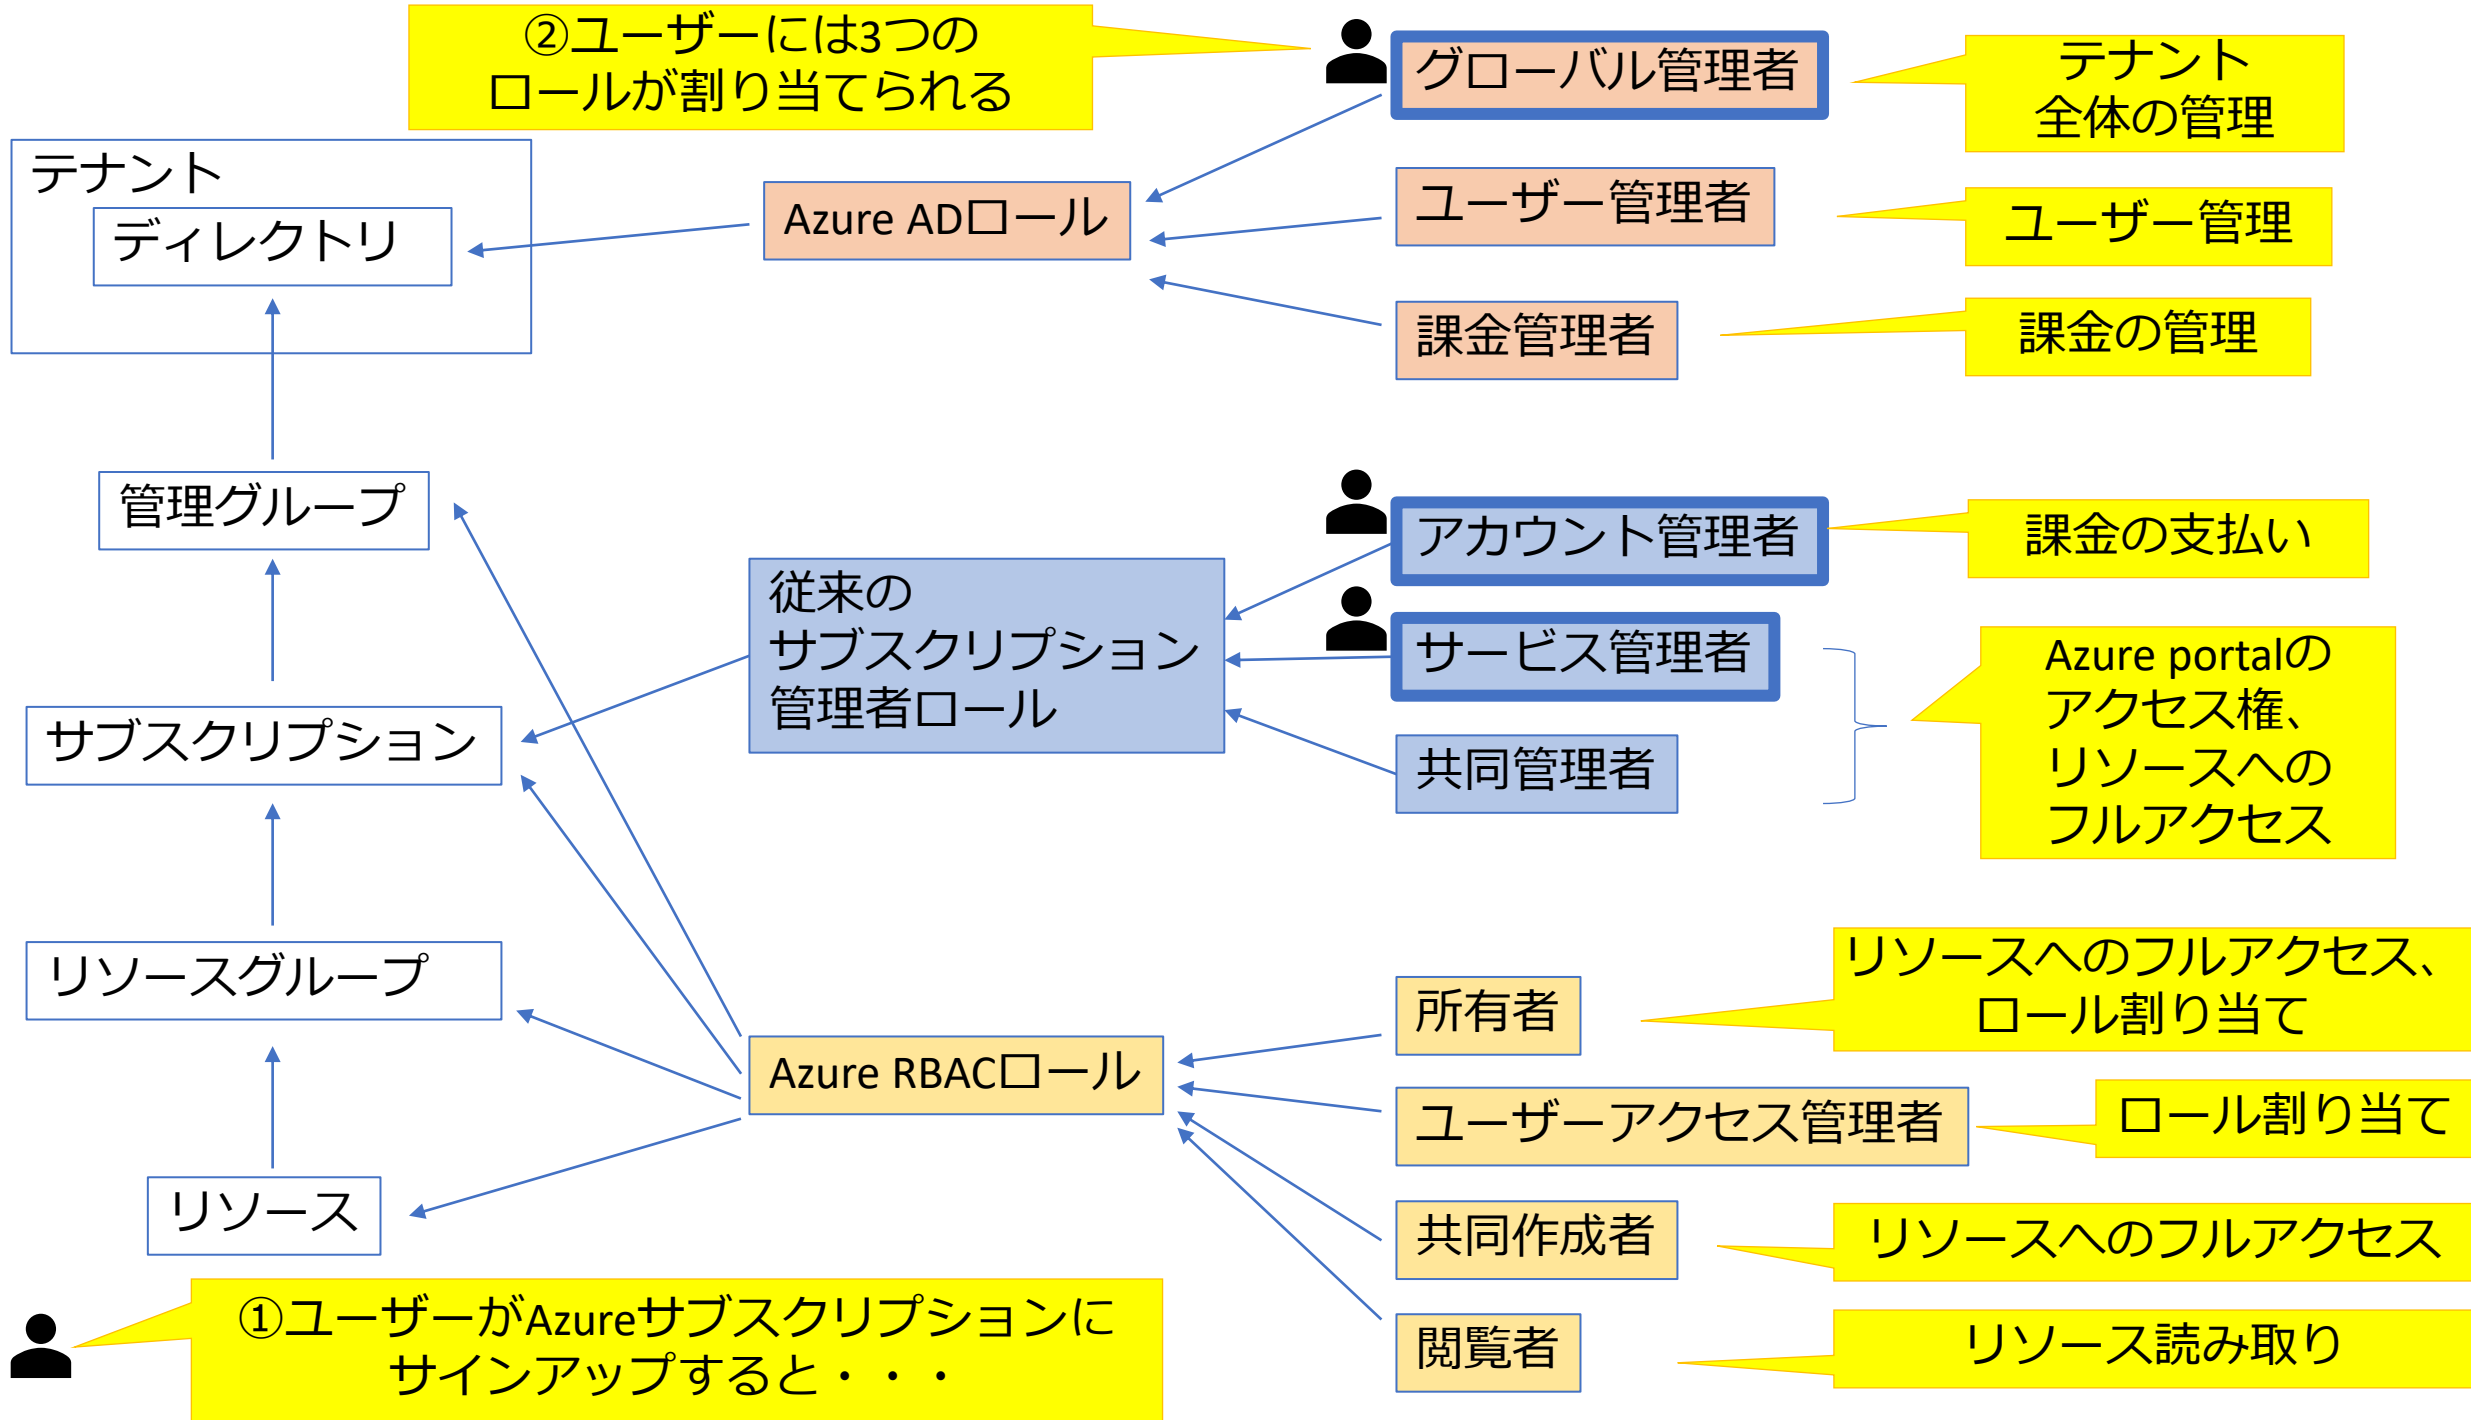 ②ユーザーには3つの
ロールが割り当てられる
グローバル管理者
テナント
全体の管理
テナント
ディレクトリ
Azure ADロール
ユーザー管理者
ユーザー管理
課金管理者
課金の管理
管理グループ
アカウント管理者
課金の支払い
従来の
サブスクリプション
管理者ロール
サービス管理者
Azure portalの
アクセス権、
リソースへの
フルアクセス
サブスクリプション
共同管理者
リソースグループ
所有者
リソースへのフルアクセス、
ロール割り当て
Azure RBACロール
ユーザーアクセス管理者
ロール割り当て
リソース
共同作成者
リソースへのフルアクセス
①ユーザーがAzureサブスクリプションに
サインアップすると・・・
閲覧者
リソース読み取り